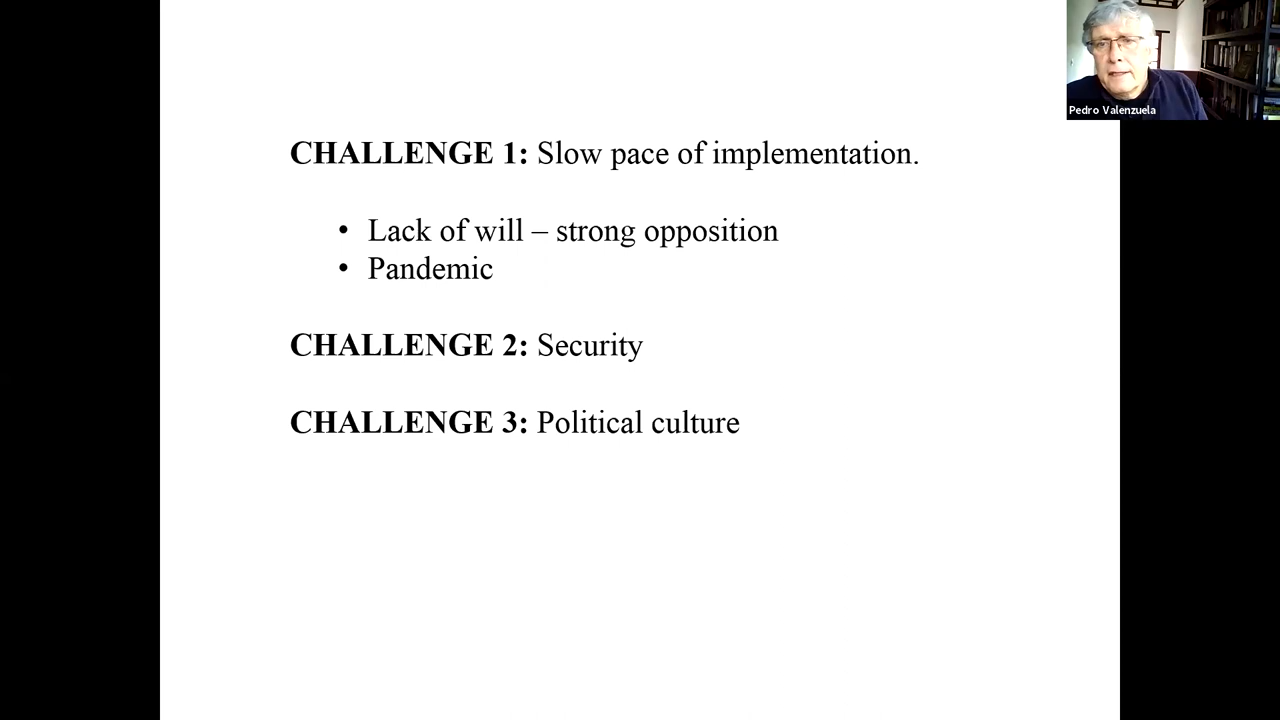 Pedro Valenzuela
CHALLENGE 1: Slow pace of implementation.
• Lack of will – strong opposition
• Pandemic
CHALLENGE 2: Security
CHALLENGE 3: Political culture